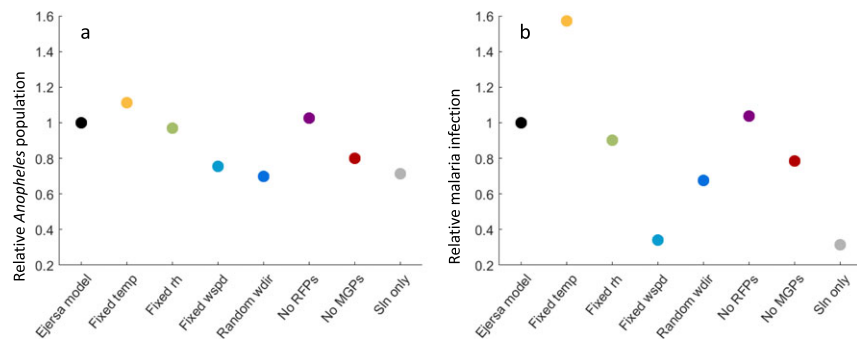 a
Relative Anopheles population
1.6
1.4
1.2
1
0.8
0.6
0.4
0.2
Ejersa model
Fixed temp
Fixed rh
Fixed wspd
Random wdir
No RFPs
No MGPs
Sln only
b
Relative malaria infection
1.6
1.4
1.2
1
0.8
0.6
0.4
0.2
Ejersa model
Fixed temp
Fixed rh
Fixed wspd
Random wdir
No RFPs
No MGPs
Sln only